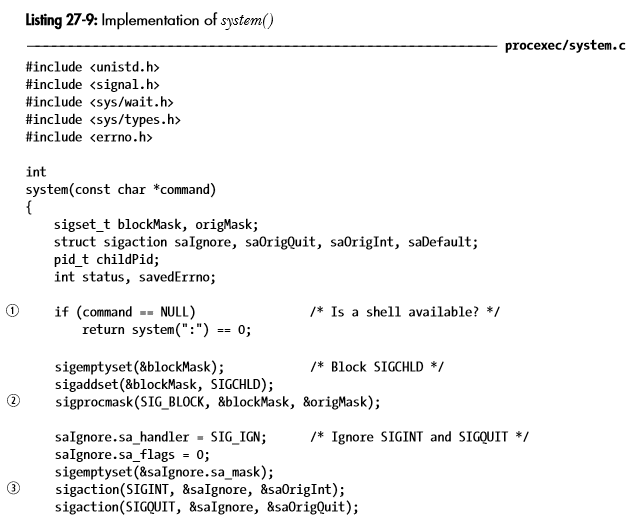 Listing 27-9: Implementation of system()
procexec/system.c
#include <unistd.h>
#include <signal.h>
#include <sys/wait.h>
#include <sys/types.h>
#include <errno.h>
int
system(const char *command)
{
    sigset_t blockMask, origMask;
    struct sigaction saIgnore, saOrigQuit, saOrigInt, saDefault;
    pid_t childPid;
    int status, savedErrno;
①    if (command == NULL)                /* Is a shell available? */
        return system(":") == 0;
    sigemptyset(&blockMask);            /* Block SIGCHLD */
    sigaddset(&blockMask, SIGCHLD);
②    sigprocmask(SIG_BLOCK, &blockMask, &origMask);
    saIgnore.sa_handler = SIG_IGN;      /* Ignore SIGINT and SIGQUIT */
    saIgnore.sa_flags = 0;
    sigemptyset(&saIgnore.sa_mask);
③    sigaction(SIGINT, &saIgnore, &saOrigInt);
    sigaction(SIGQUIT, &saIgnore, &saOrigQuit);